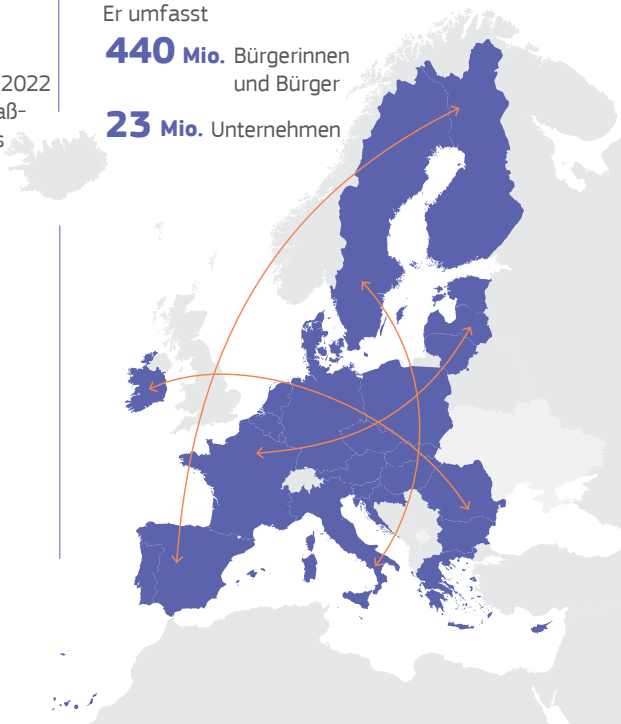 2022
aß-
s
Er umfasst
440 Mio. Bürgerinnen
und Bürger
23 Mio. Unternehmen